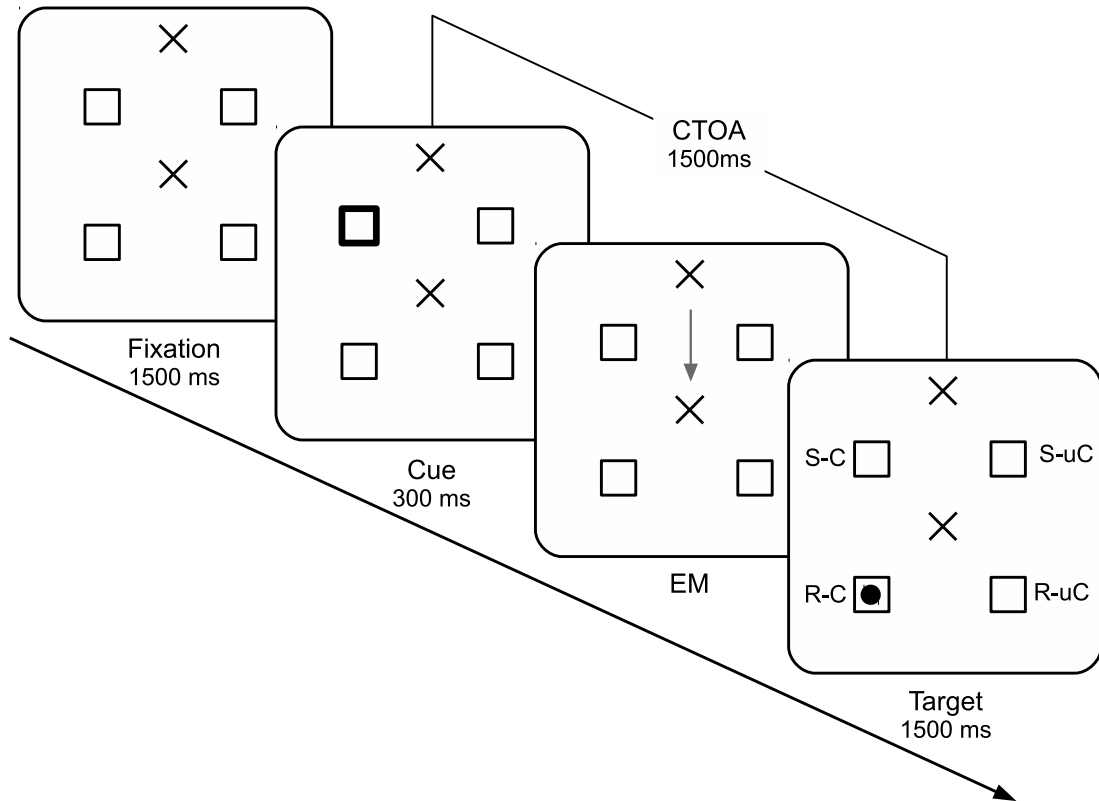 Fixation
1500 ms
Cue
300 ms
CTOA
1500ms
EM
S-C
S-uC
R-C
R-uC
Target
1500 ms